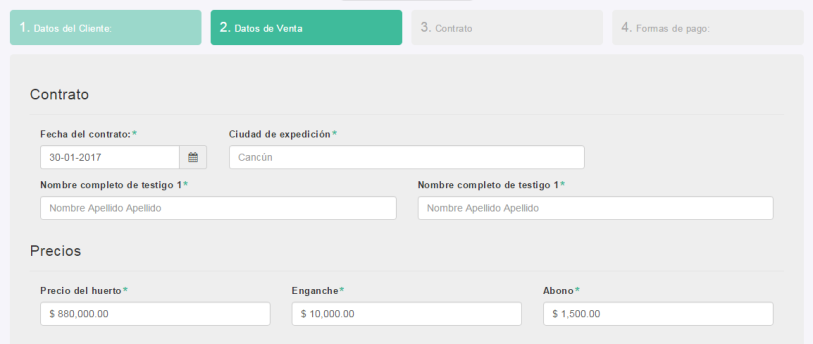 1. Datos del Cliente: 2. Datos de Venta 3. Contrato 4. Formas de pago:
Contrato
Fecha del contrato:* Ciudad de expedición*
30-01-2017 Cancún
Nombre completo de testigo 1* Nombre completo de testigo 1*
Nombre Apellido Apellido Nombre Apellido Apellido
Precios
Precio del huerto* Enganche* Abono*
$ 880,000.00 $ 10,000.00 $ 1,500.00